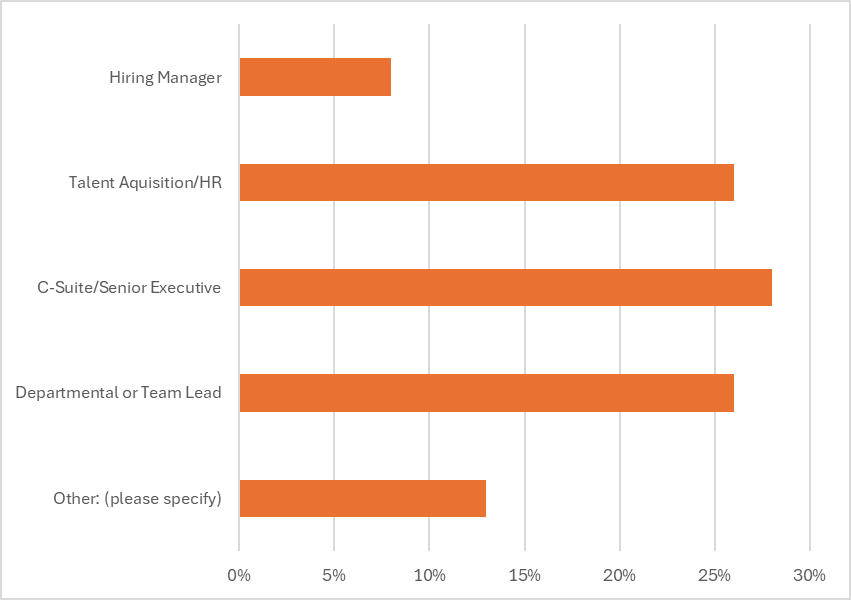 Hiring Manager
Talent Aquisition/HR
C-Suite/Senior Executive
Departmental or Team Lead
Other: (please specify)
0% 5% 10% 15% 20% 25% 30%